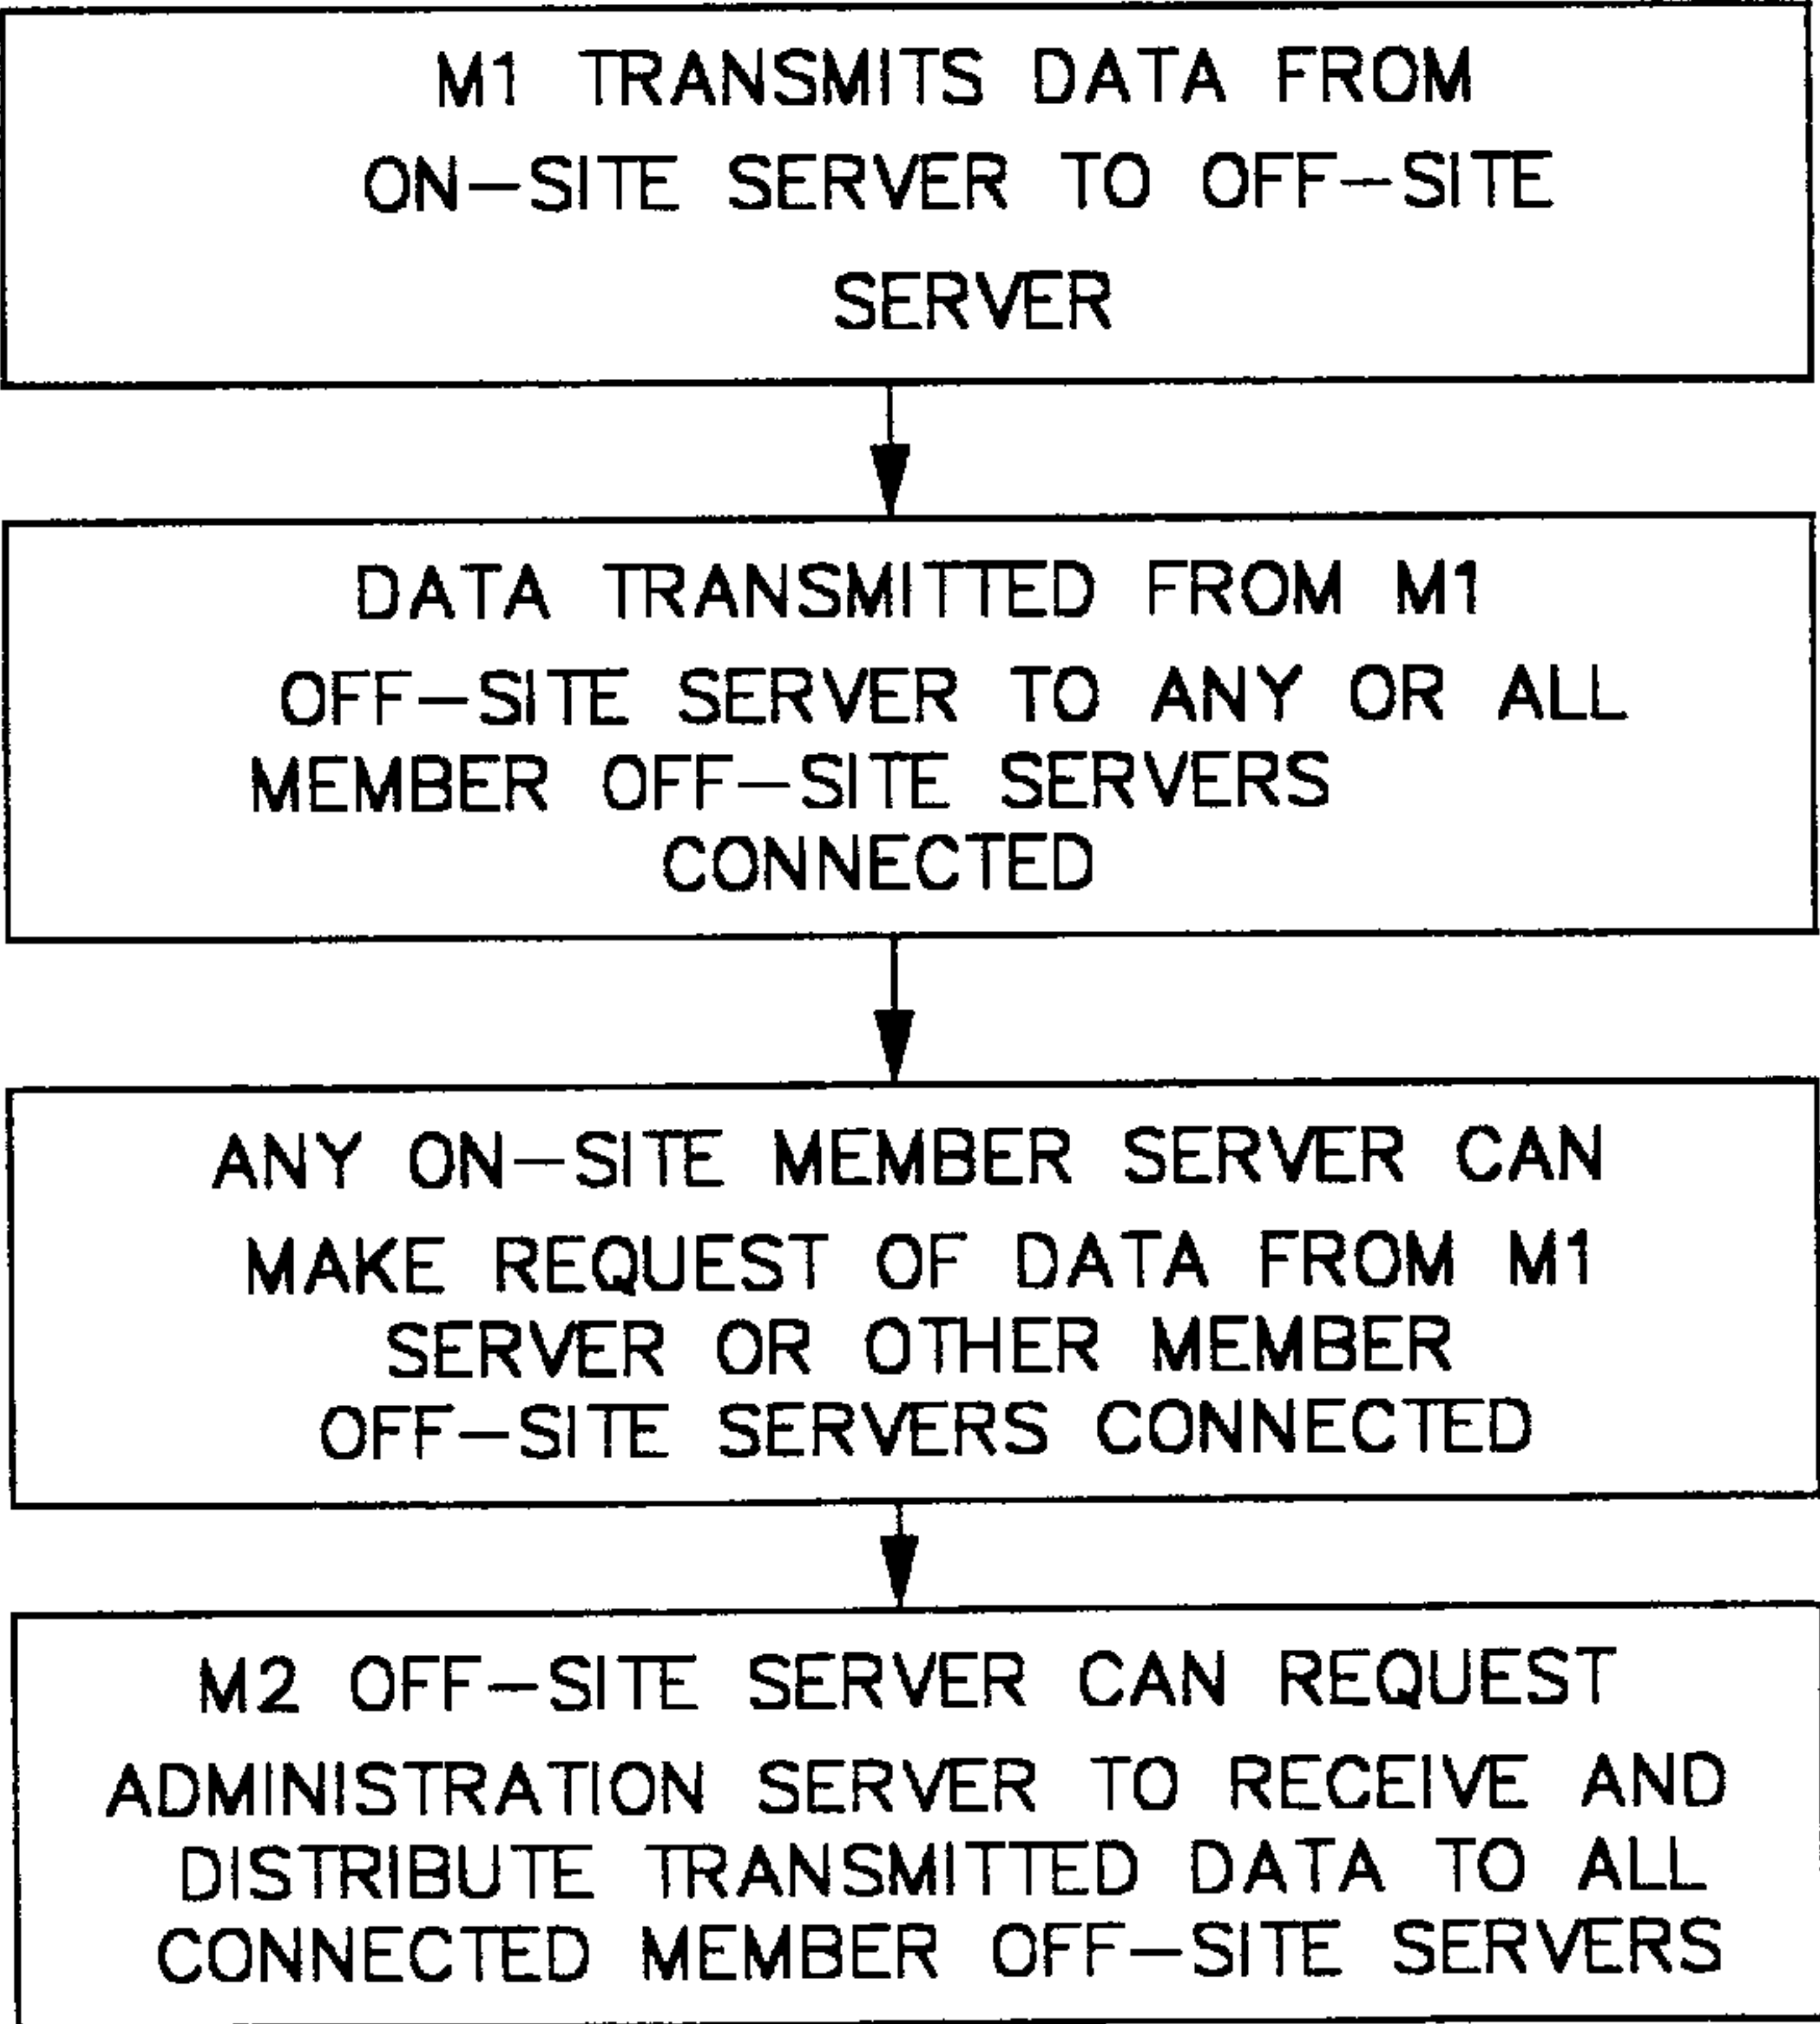 M1 TRANSMITS DATA FROM
ON-SITE SERVER TO OFF-SITE
SERVER
DATA TRANSMITTED FROM M1
OFF-SITE SERVER TO ANY OR ALL
MEMBER OFF-SITE SERVERS
CONNECTED
ANY ON-SITE MEMBER SERVER CAN
MAKE REQUEST OF DATA FROM M1
SERVER OR OTHER MEMBER
OFF-SITE SERVERS CONNECTED
M2 OFF-SITE SERVER CAN REQUEST
ADMINISTRATION SERVER TO RECEIVE AND
DISTRIBUTE TRANSMITTED DATA TO ALL
CONNECTED MEMBER OFF-SITE SERVERS